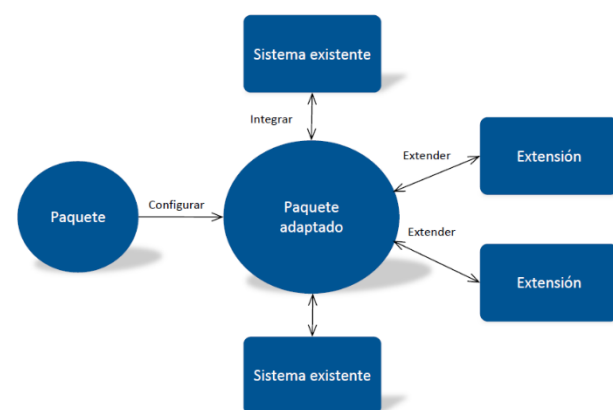 Sistema existente
Integrar
Extender
Extensión
Configurar
Paquete
Paquete
adaptado
Extender
Extensión
Sistema existente